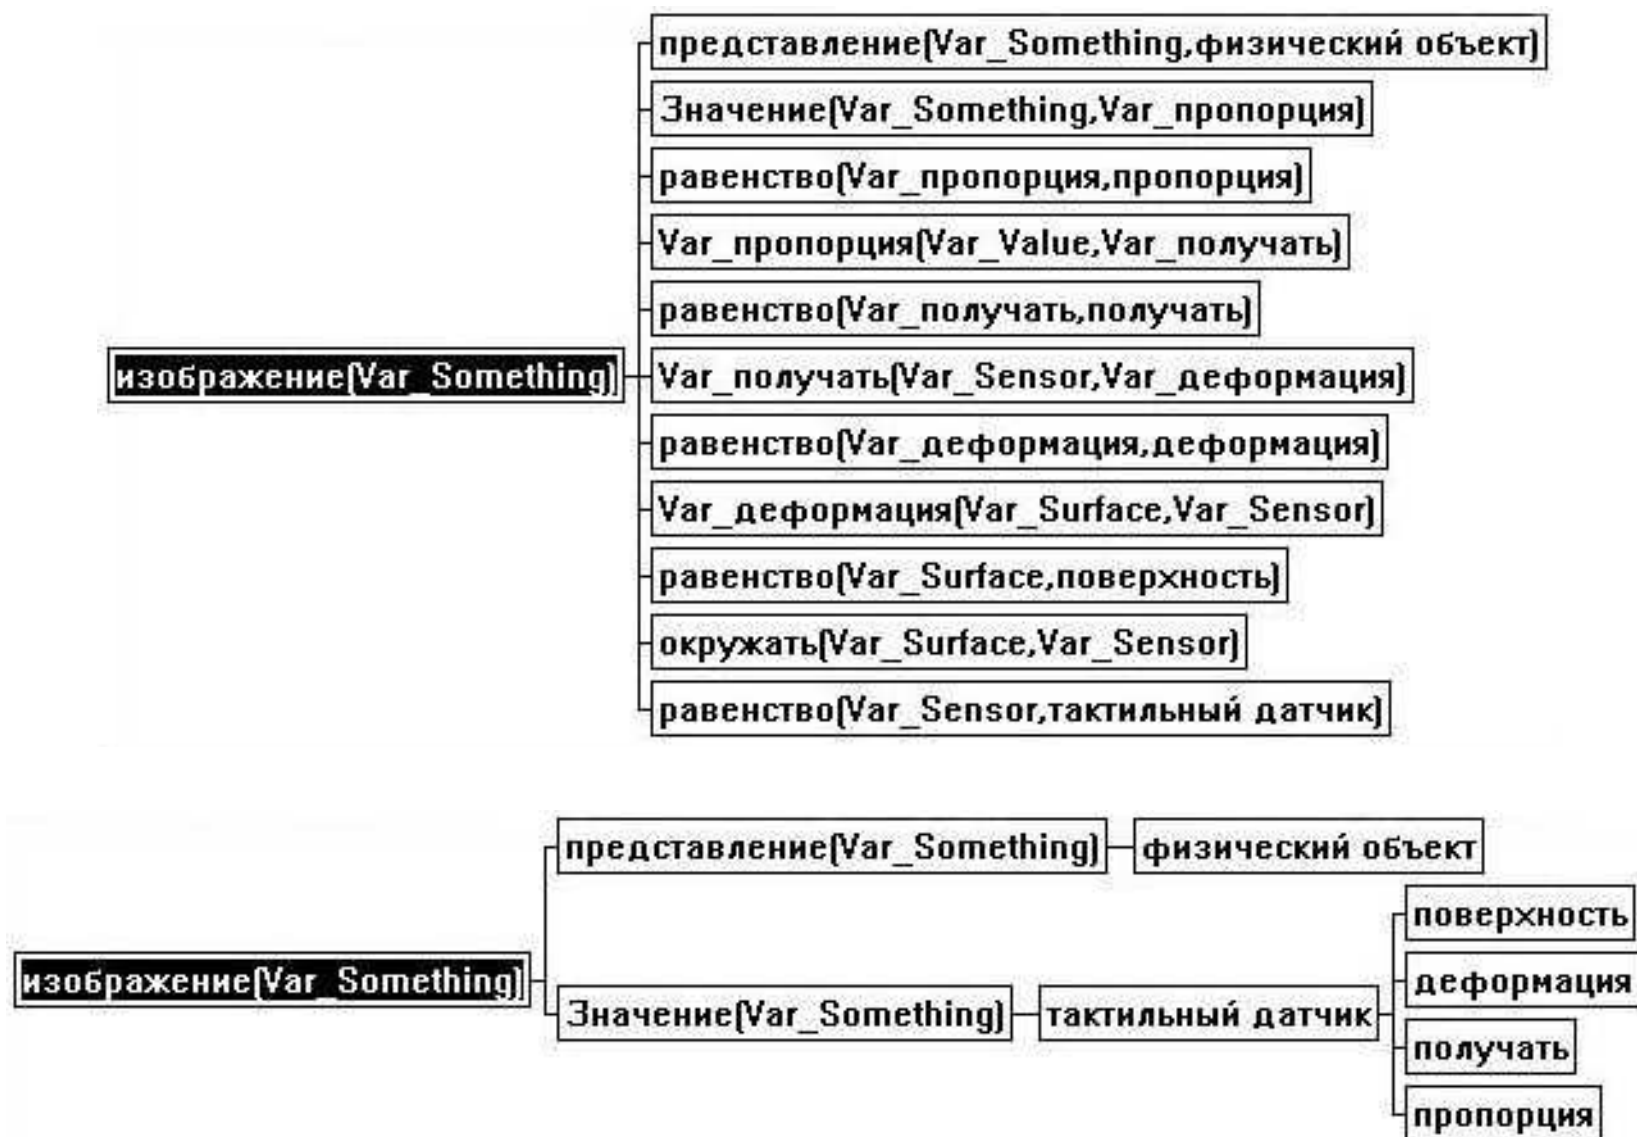 представление(Var_Something,физический объект)
Значение(Var_Something,Var_пропорция)
равенство(Var_пропорция,пропорция)
Var_пропорция(Var_Value,Var_получать)
равенство(Var_получать,получать)
изображение(Var_Something)
Var_получать(Var_Sensor,Var_деформация)
равенство(Var_деформация,деформация)
Var_деформация(Var_Surface,Var_Sensor)
равенство(Var_Surface,поверхность)
окружать(Var_Surface,Var_Sensor)
равенство(Var_Sensor,тактильный датчик)
представление(Var_Something)
физический объект
поверхность
изображение(Var_Something)
деформация
Значение(Var_Something)
тактильный датчик
получать
пропорция